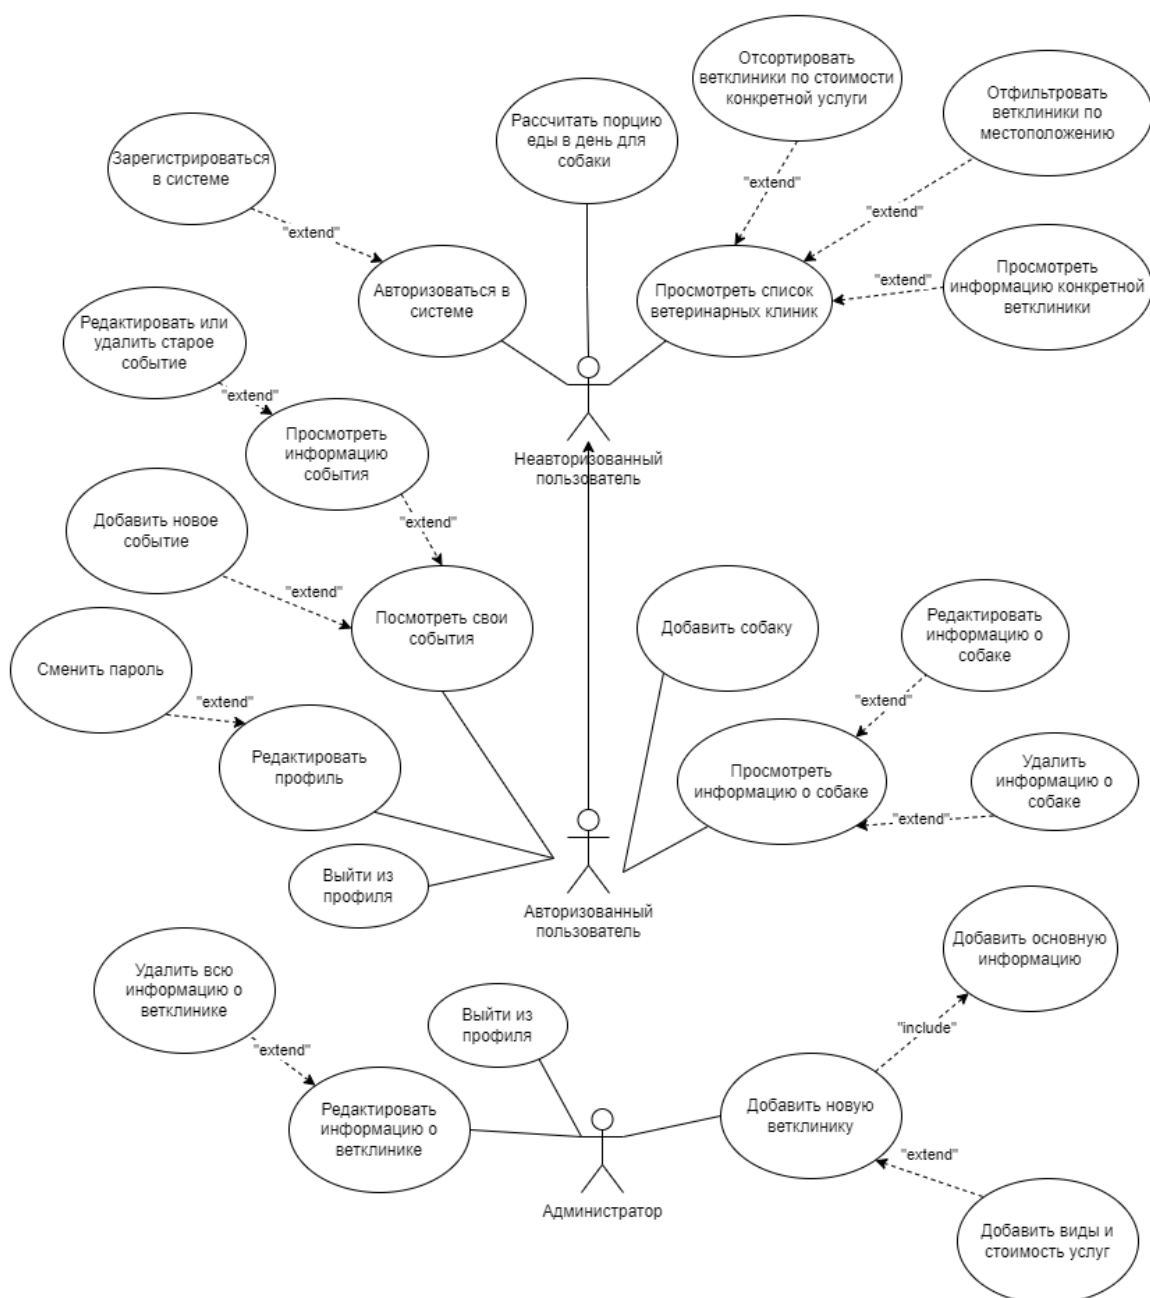 Отсортировать
ветклиники по стоимости
конкретной услуги
Отфильтровать
ветклиники по
местоположению
Рассчитать порцию
еды в день для
собаки
Зарегистрироваться
в системе
"extend"
"extend"
"extend"
"extend"
Авторизоваться в
системе
Просмотреть список
ветеринарных клиник
Просмотреть
информацию конкретной
ветклиники
Редактировать или
удалить старое
событие
"extend"
Просмотреть
информацию
события
Неавторизованный
пользователь
Добавить новое
событие
"extend"
"extend"
Посмотреть свои
события
Добавить собаку
Редактировать
информацию о
собаке
Сменить пароль
"extend"
"extend"
Редактировать
профиль
Просмотреть
информацию о собаке
Удалить
информацию о
собаке
"extend"
Выйти из
профиля
Авторизованный
пользователь
Добавить основную
информацию
Удалить всю
информацию о
ветклинике
Выйти из
профиля
"include"
"extend"
Редактировать
информацию о
ветклинике
Добавить новую
ветклинику
"extend"
Администратор
Добавить виды и
стоимость услуг